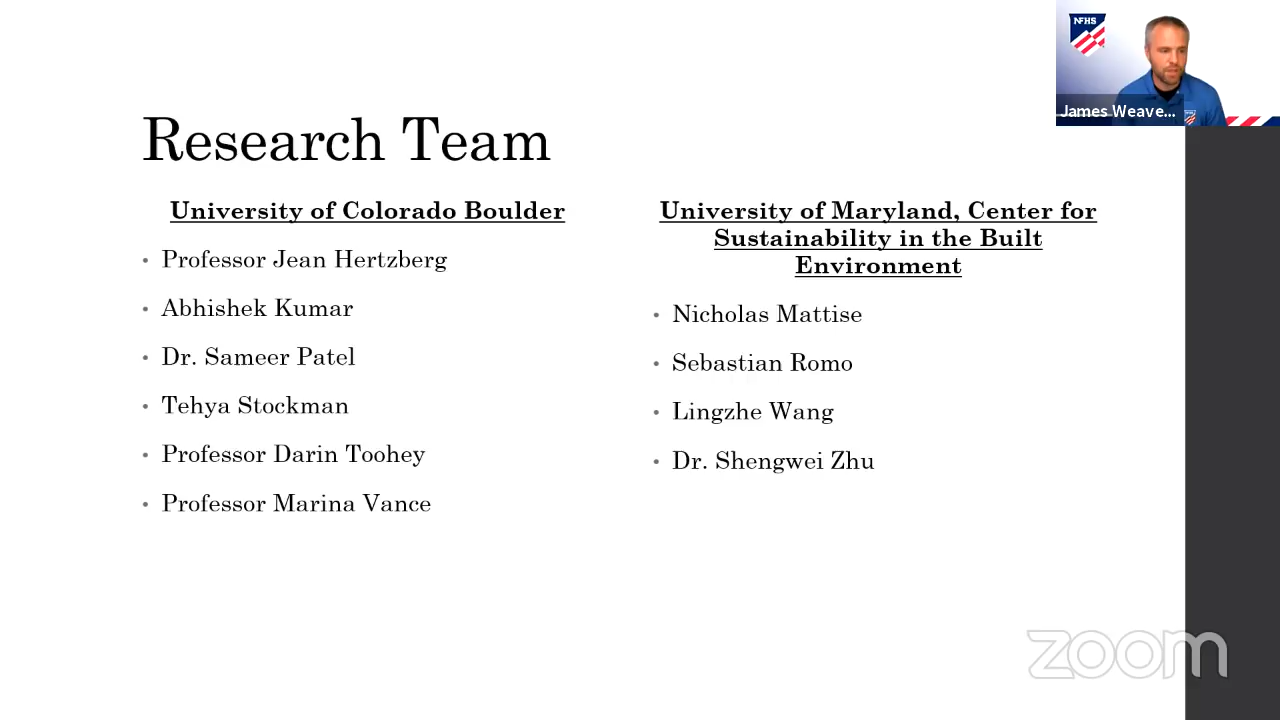 NFHS
James Weave...
Research Team
University of Colorado Boulder
• Professor Jean Hertzberg
• Abhishek Kumar
• Dr. Sameer Patel
• Tehya Stockman
• Professor Darin Toohey
• Professor Marina Vance
University of Maryland, Center for
Sustainability in the Built
Environment
• Nicholas Mattise
• Sebastian Romo
• Lingzhe Wang
• Dr. Shengwei Zhu
zoom